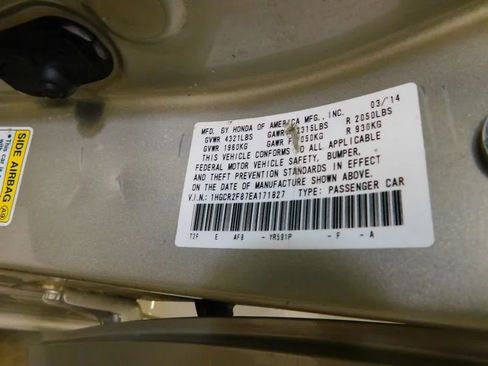 MFD. BY HONDA OF AMERICA MFG., INC. 03/'14
GVWR 4321LBS GAWR 2315LBS R 2050LBS
GVWR 1960KG GAWR F 1050KG R 930KG
THIS VEHICLE CONFORMS TO ALL APPLICABLE
FEDERAL MOTOR VEHICLE SAFETY, BUMPER,
AND THEFT PREVENTION STANDARDS IN EFFECT
ON THE DATE OF MANUFACTURE SHOWN ABOVE.
V.I.N.: 1HGCR2F87EA171827 TYPE: PASSENGER CAR
T2F E AF8 - YR591P - F - A
SIDE AIRBAG